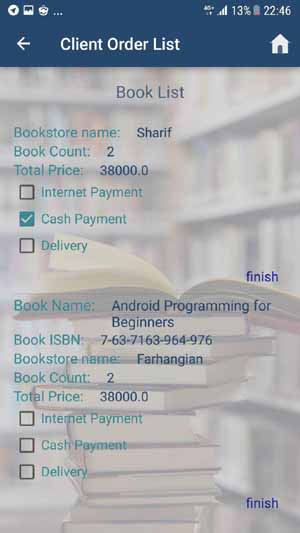 4G+ 13% 22:46
Client Order List
Book List
Bookstore name: Sharif
Book Count: 2
Total Price: 38000.0
Internet Payment
Cash Payment
Delivery
finish
Book Name: Android Programming for
Beginners
Book ISBN: 7-63-7163-964-976
Bookstore name: Farhangian
Book Count: 2
Total Price: 38000.0
Internet Payment
Cash Payment
Delivery
finish